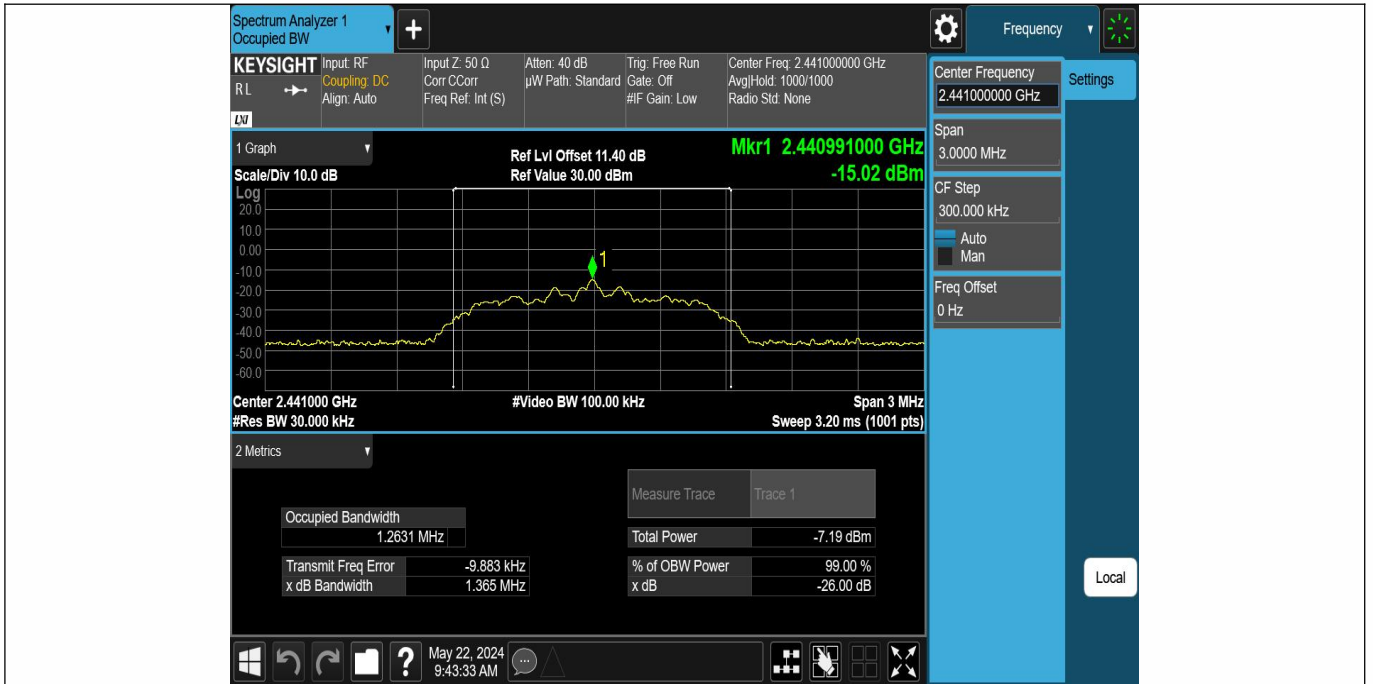 Spectrum Analyzer 1
Occupied BW
Frequency
KEYSIGHT
R L
LXI
Input: RF
Coupling: DC
Align: Auto
Input Z: 50 Ω
Corr CCorr
Freq Ref: Int (S)
Atten: 40 dB
µW Path: Standard
Trig: Free Run
Gate: Off
#IF Gain: Low
Center Freq: 2.441000000 GHz
Avg|Hold: 1000/1000
Radio Std: None
Center Frequency
2.441000000 GHz
Settings
Span
3.0000 MHz
CF Step
300.000 kHz
Auto
Man
Freq Offset
0 Hz
Local
1 Graph
Scale/Div 10.0 dB
Ref Lvl Offset 11.40 dB
Ref Value 30.00 dBm
Mkr1 2.440991000 GHz
-15.02 dBm
Log
20.0
10.0
0.00
-10.0
-20.0
-30.0
-40.0
-50.0
-60.0
1
Center 2.441000 GHz
#Res BW 30.000 kHz
#Video BW 100.00 kHz
Span 3 MHz
Sweep 3.20 ms (1001 pts)
2 Metrics
Measure Trace Trace 1
Occupied Bandwidth
1.2631 MHz
Total Power -7.19 dBm
Transmit Freq Error -9.883 kHz
% of OBW Power 99.00 %
x dB Bandwidth 1.365 MHz
x dB -26.00 dB
?
May 22, 2024
9:43:33 AM